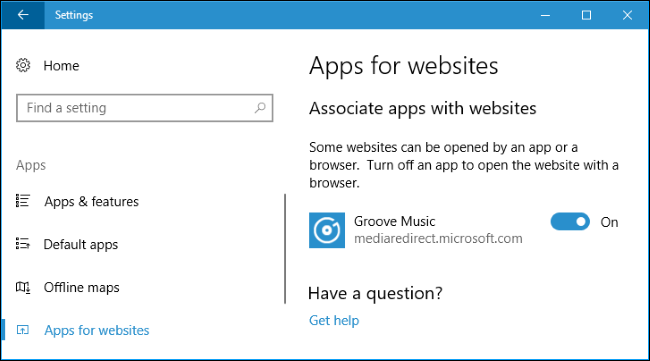 Settings
Home
Find a setting
Apps
Apps & features
Default apps
Offline maps
Apps for websites
Apps for websites
Associate apps with websites
Some websites can be opened by an app or a
browser.  Turn off an app to open the website with a
browser.
Groove Music
mediaredirect.microsoft.com
On
Have a question?
Get help